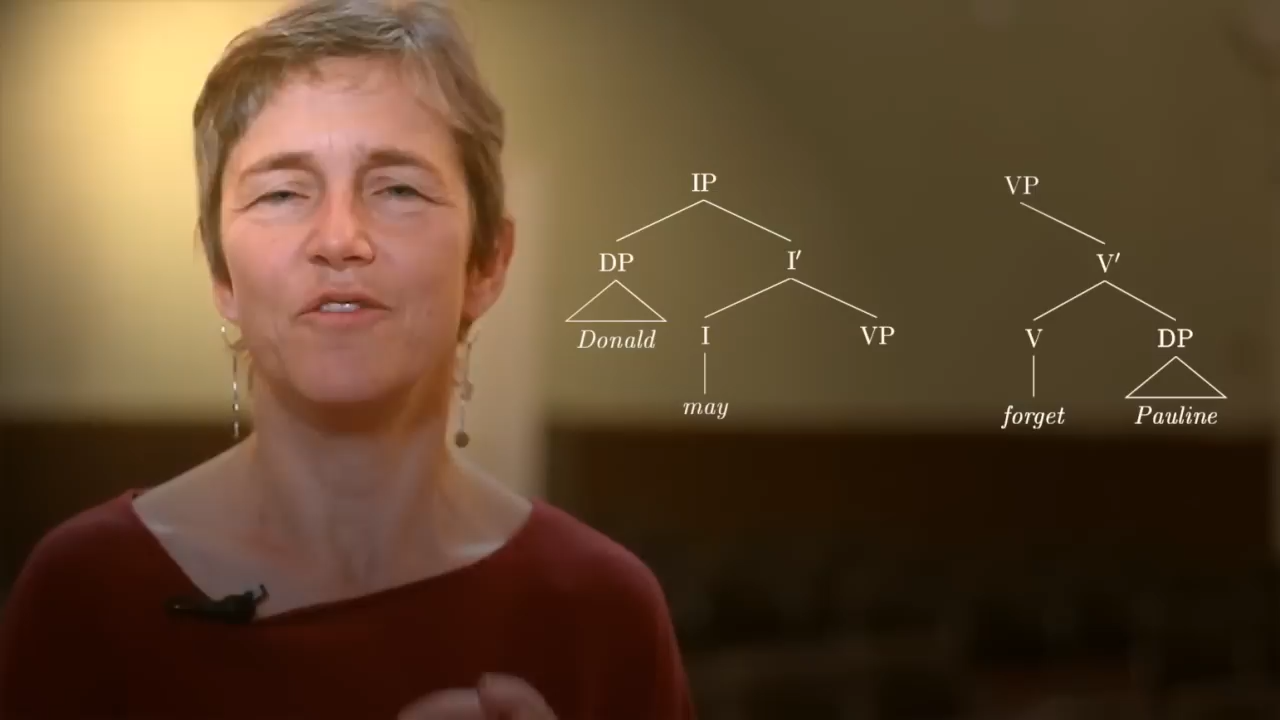 IP
VP
DP
I′
V′
Donald
I
VP
V
DP
may
forget
Pauline